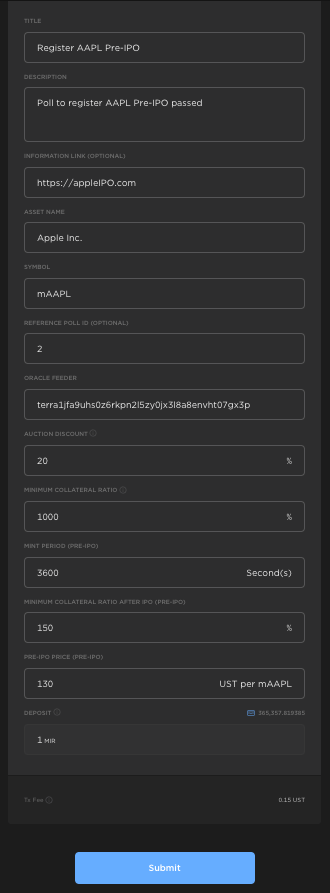 TITLE
Register AAPL Pre-IPO
DESCRIPTION
Poll to register AAPL Pre-IPO passed
INFORMATION LINK (OPTIONAL)
https://appleIPO.com
ASSET NAME
Apple Inc.
SYMBOL
mAAPL
REFERENCE POLL ID (OPTIONAL)
2
ORACLE FEEDER
terra1jfa9uhs0z6rkpn2l5zy0jx3l8a8envht07gx3p
AUCTION DISCOUNT
20 %
MINIMUM COLLATERAL RATIO
1000 %
MINT PERIOD (PRE-IPO)
3600 Second(s)
MINIMUM COLLATERAL RATIO AFTER IPO (PRE-IPO)
150 %
PRE-IPO PRICE (PRE-IPO)
130 UST per mAAPL
DEPOSIT 365,357.819385
1 MIR
Tx Fee 0.15 UST
Submit